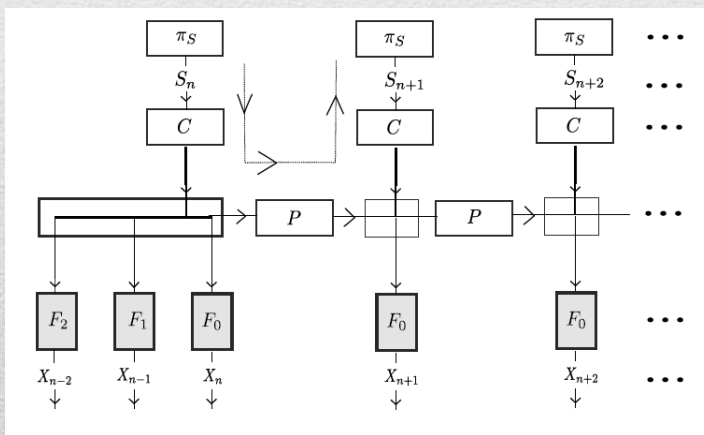 π_S π_S π_S • • •
S_n S_{n+1} S_{n+2} • • •
C C C • • •
P P • • •
F_2 F_1 F_0 F_0 F_0 • • •
X_{n-2} X_{n-1} X_n X_{n+1} X_{n+2} • • •